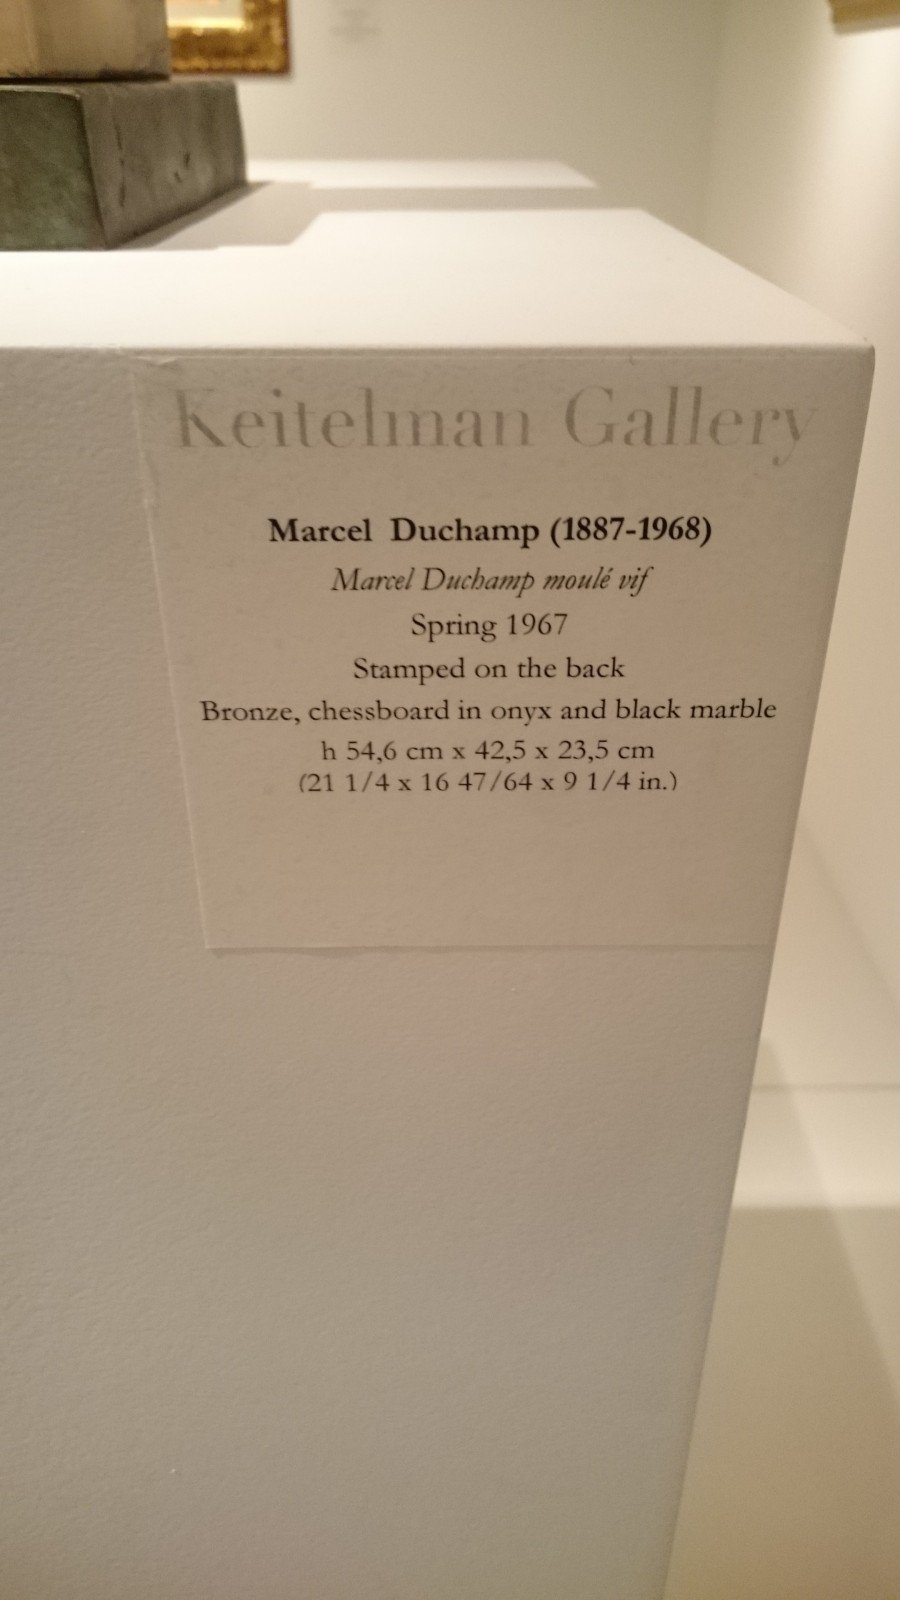 Keitelman Gallery
Marcel Duchamp (1887-1968)
Marcel Duchamp moulé vif
Spring 1967
Stamped on the back
Bronze, chessboard in onyx and black marble
h 54,6 cm x 42,5 x 23,5 cm
(21 1/4 x 16 47/64 x 9 1/4 in.)